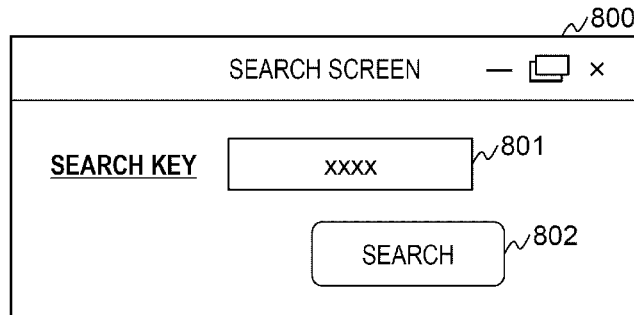 800
SEARCH SCREEN
SEARCH KEY xxxx 801
SEARCH 802